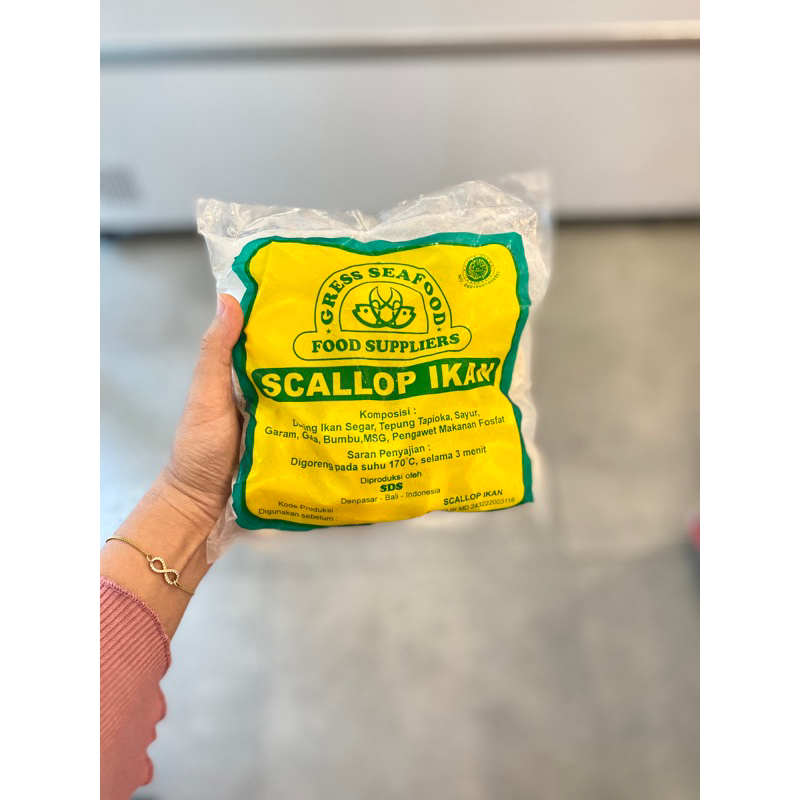 GRESS SEAFOOD
FOOD SUPPLIERS
SCALLOP IKAN
Komposisi :
Ikan Segar, Tepung Tapioka, Sayur,
Garam, Bumbu,MSG, Pengawet Makanan Fosfat
Saran Penyajian :
Digoreng pada suhu 170°C, selama 3 menit
Diproduksi oleh
SDS
Denpasar - Bali - Indonesia
Kode Produksi :
Digunakan sebelum :
SCALLOP IKAN
MD 243222003116